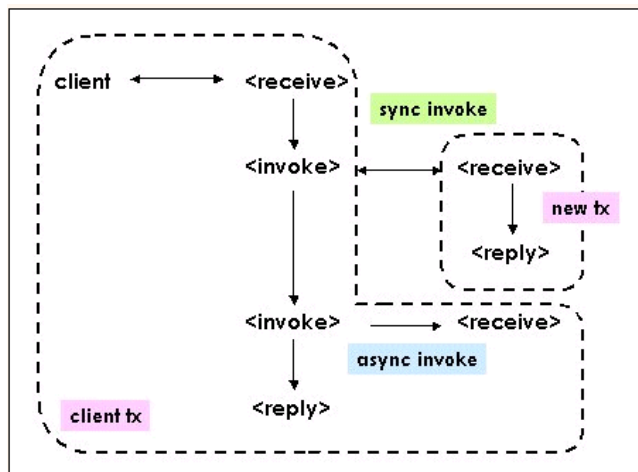 client <receive>
sync invoke
<invoke> <receive>
new tx
<reply>
<invoke> <receive>
async invoke
<reply>
client tx